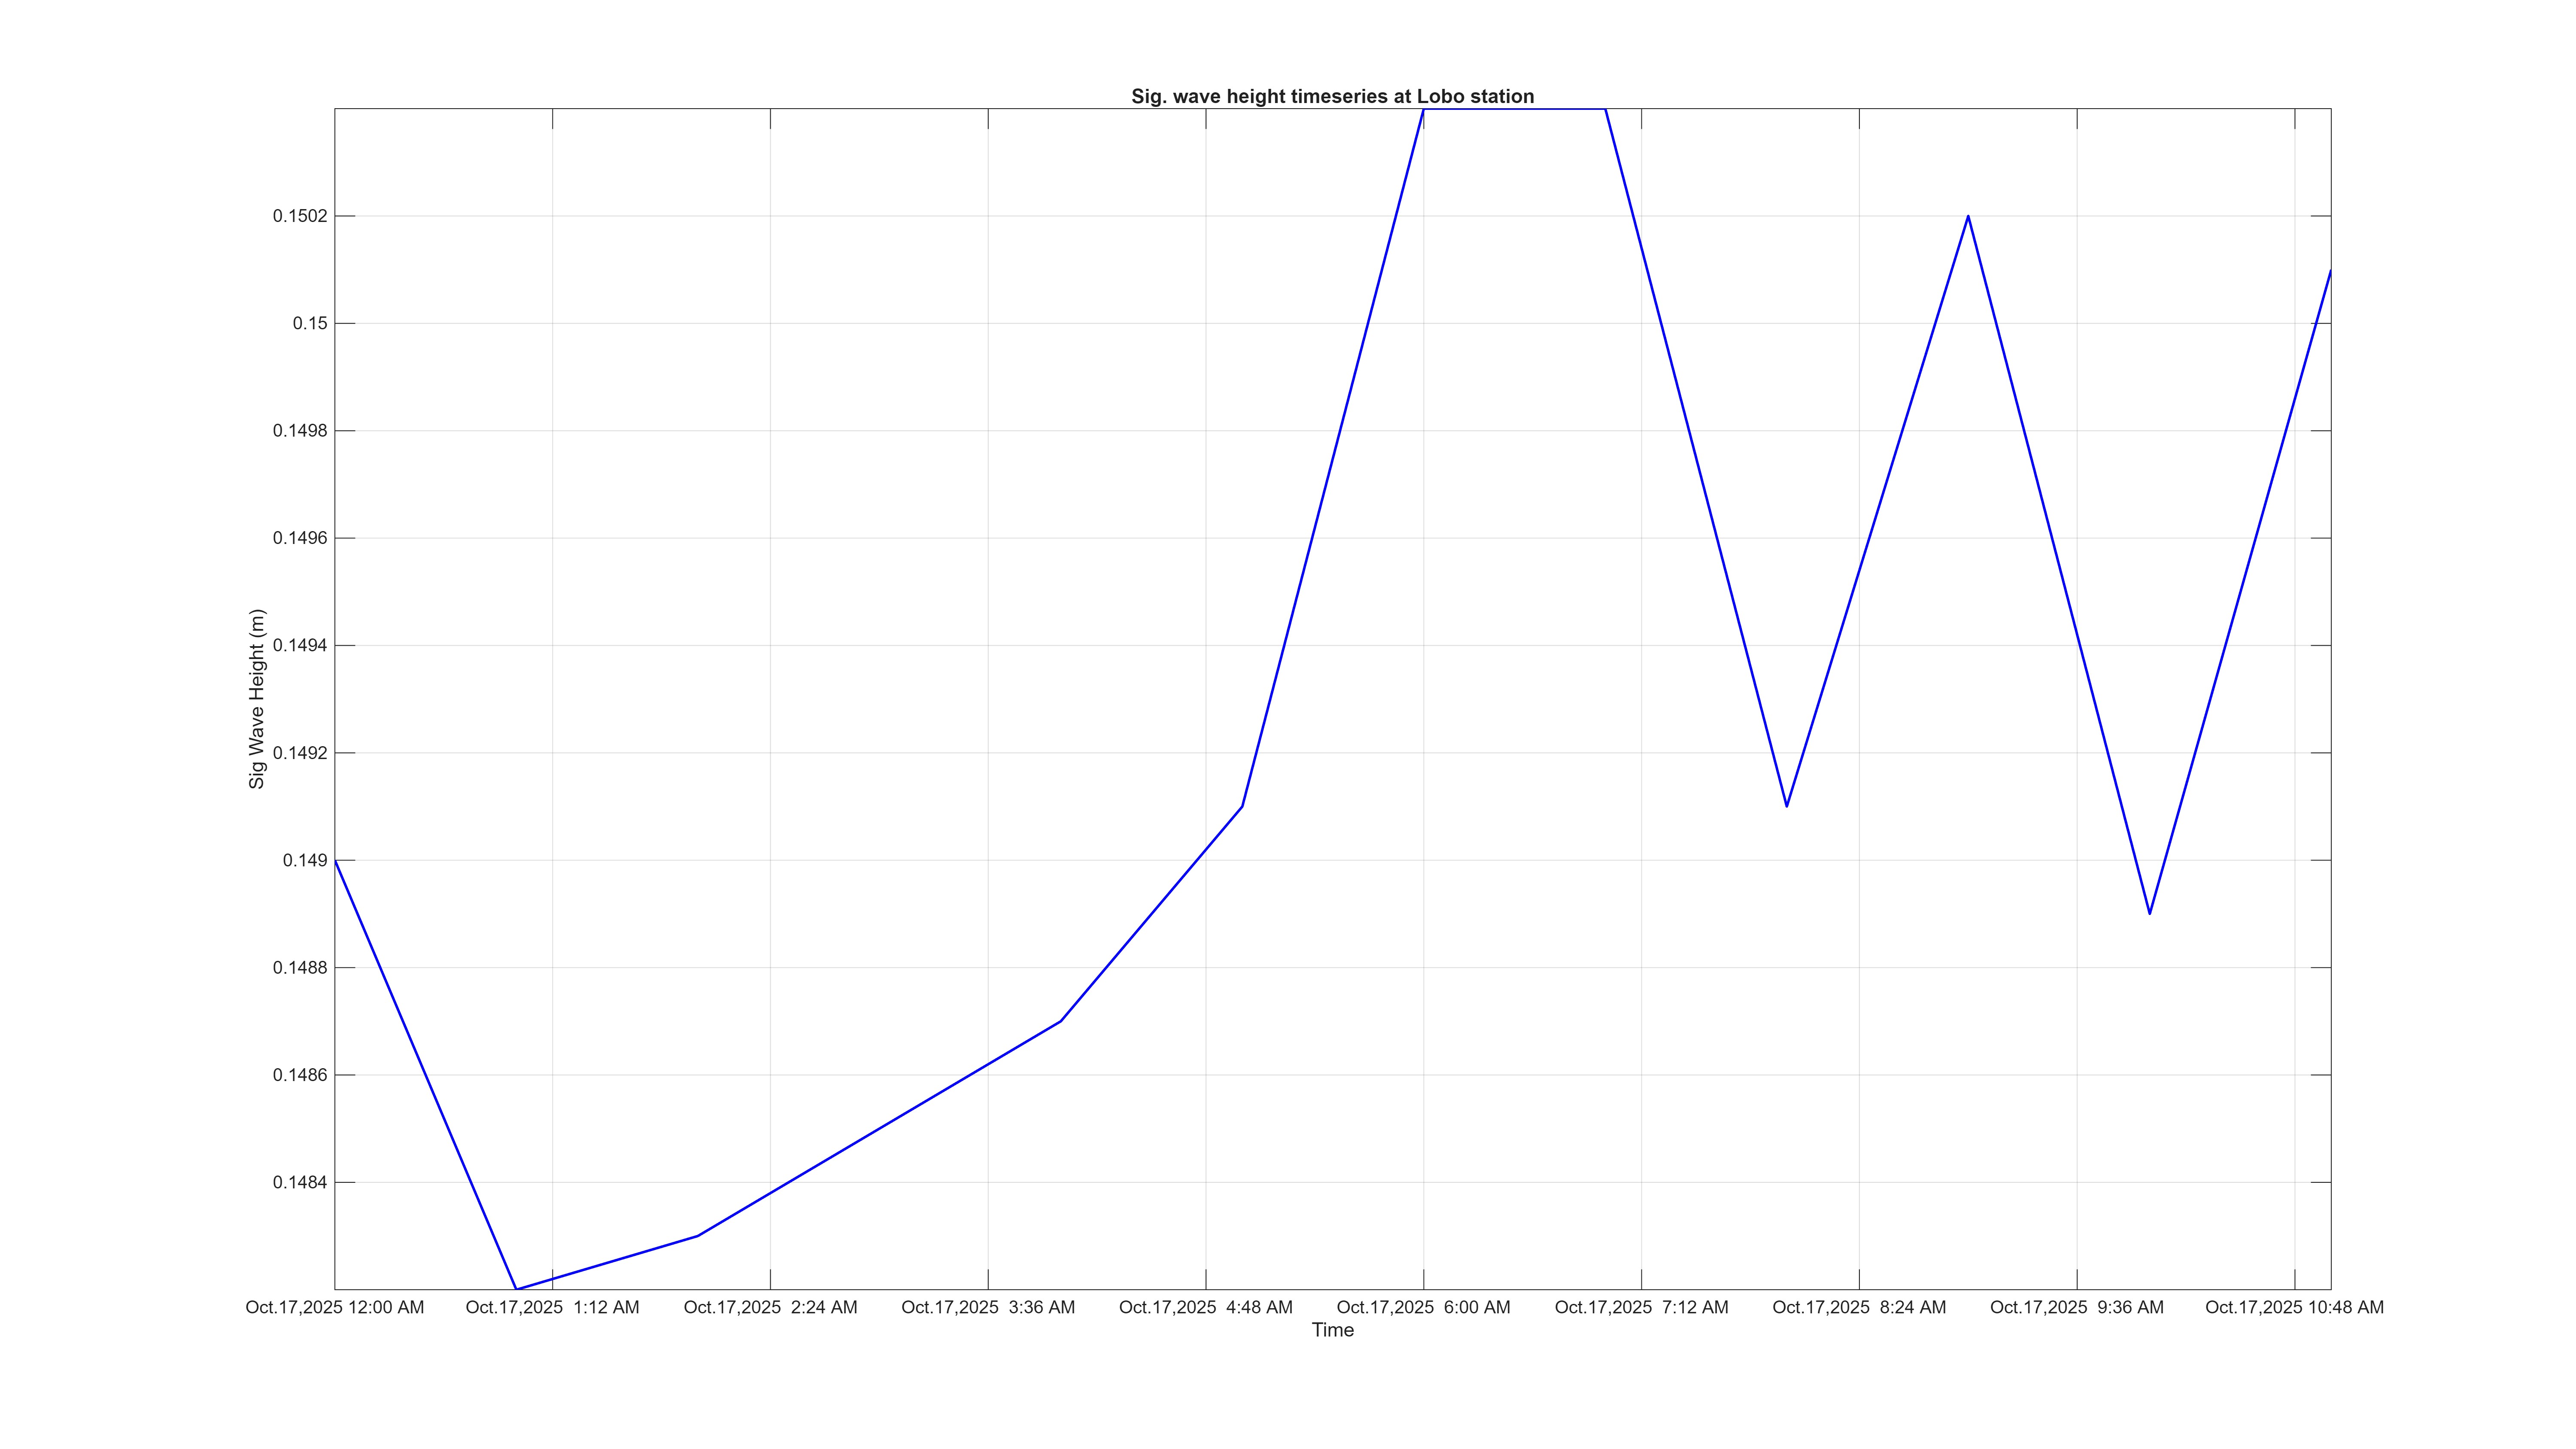 Sig. wave height timeseries at Lobo station
0.1502
0.15
0.1498
0.1496
0.1494
0.1492
0.149
0.1488
0.1486
0.1484
Sig Wave Height (m)
Oct.17,2025 12:00 AM
Oct.17,2025  1:12 AM
Oct.17,2025  2:24 AM
Oct.17,2025  3:36 AM
Oct.17,2025  4:48 AM
Oct.17,2025  6:00 AM
Oct.17,2025  7:12 AM
Oct.17,2025  8:24 AM
Oct.17,2025  9:36 AM
Oct.17,2025 10:48 AM
Time